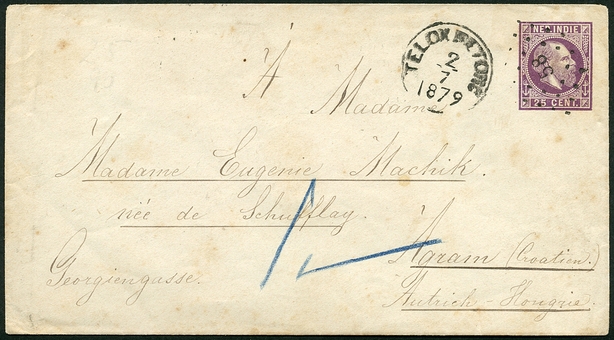 NED. INDIE
TELOK BETONG
2
7
1879
58
25 CENT.
A
Madame
Madame Eugenie Machik.
née de Schufflay.
Agram (Croatien.
Georgiengasse.
Autrich-Hongrie.